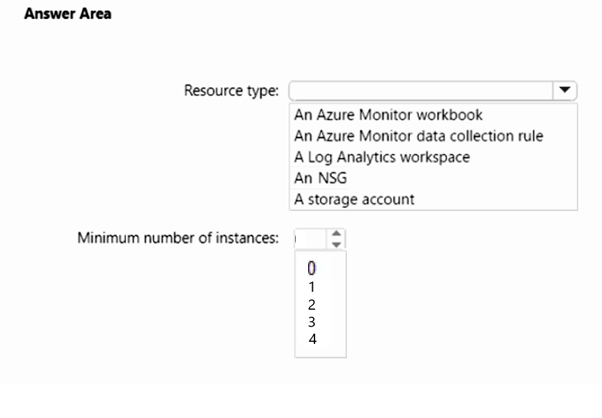 Answer Area
Resource type:
An Azure Monitor workbook
An Azure Monitor data collection rule
A Log Analytics workspace
An NSG
A storage account
Minimum number of instances:
0
1
2
3
4